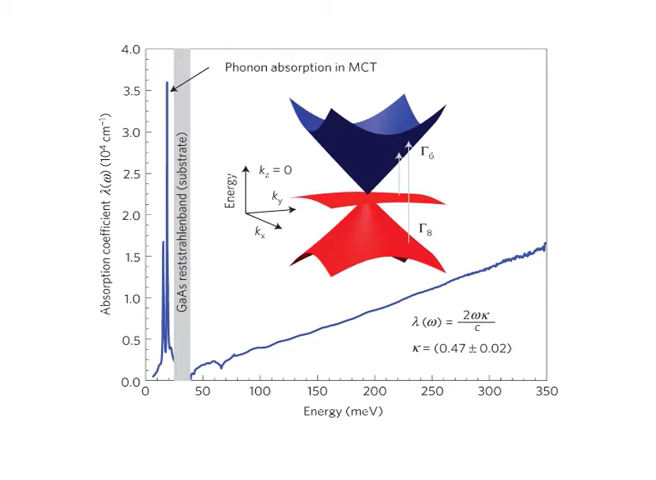 4.0
3.5
3.0
2.5
2.0
1.5
1.0
0.5
0.0
Absorption coefficient λ(ω) (10⁴ cm⁻¹)
Phonon absorption in MCT
GaAs reststrahlenband (substrate)
Energy
k_z = 0
k_y
k_x
Γ₆
Γ₈
λ(ω) = 2ωκ/c
κ = (0.47 ± 0.02)
0 50 100 150 200 250 300 350
Energy (meV)